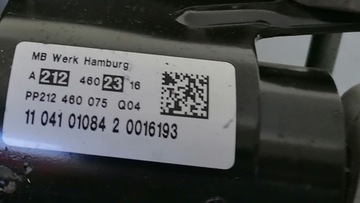 MB Werk Hamburg
A 212 460 23 16
PP212 460 075 Q04
11 041 01084 2 0016193